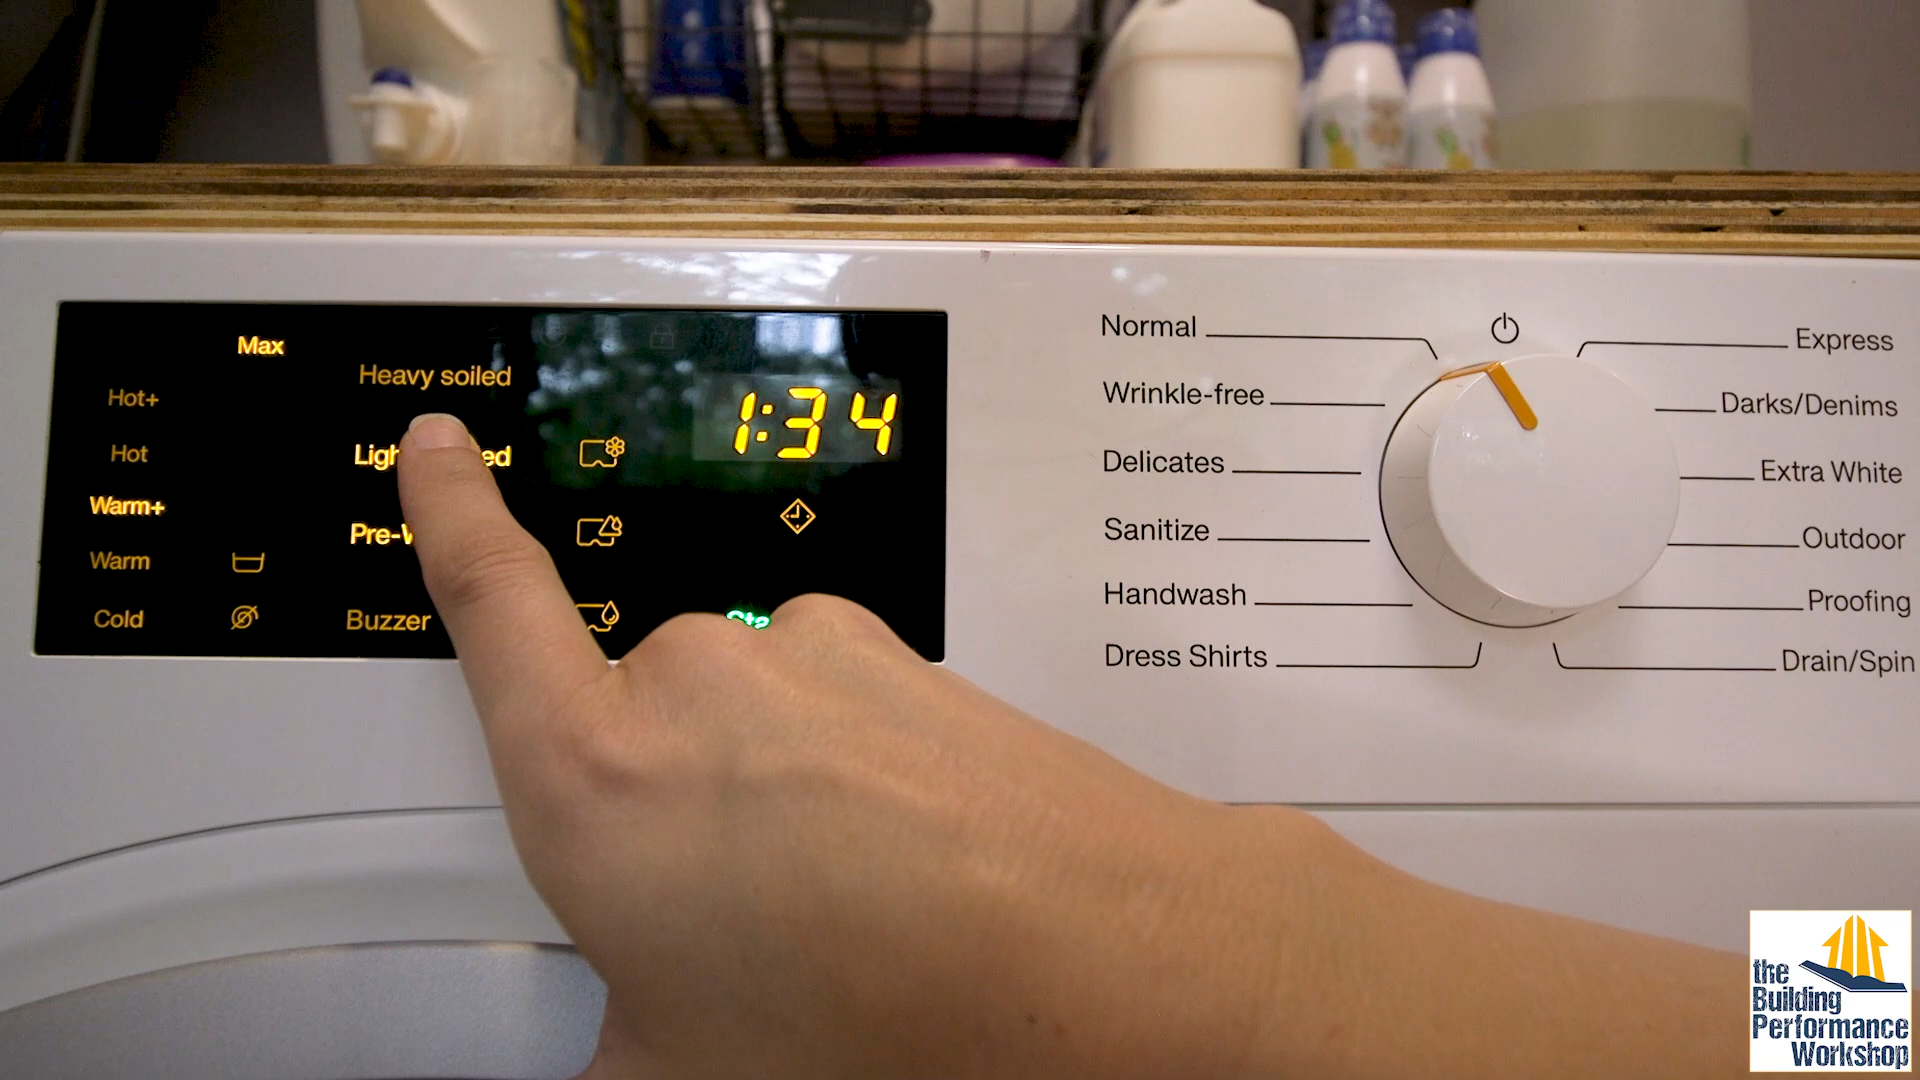 Max
Hot+
Hot
Warm+
Warm
Cold
Heavy soiled
Buzzer
1:34
Normal
Wrinkle-free
Delicates
Sanitize
Handwash
Dress Shirts
Express
Darks/Denims
Extra White
Outdoor
Proofing
Drain/Spin
the
Building
Performance
Workshop